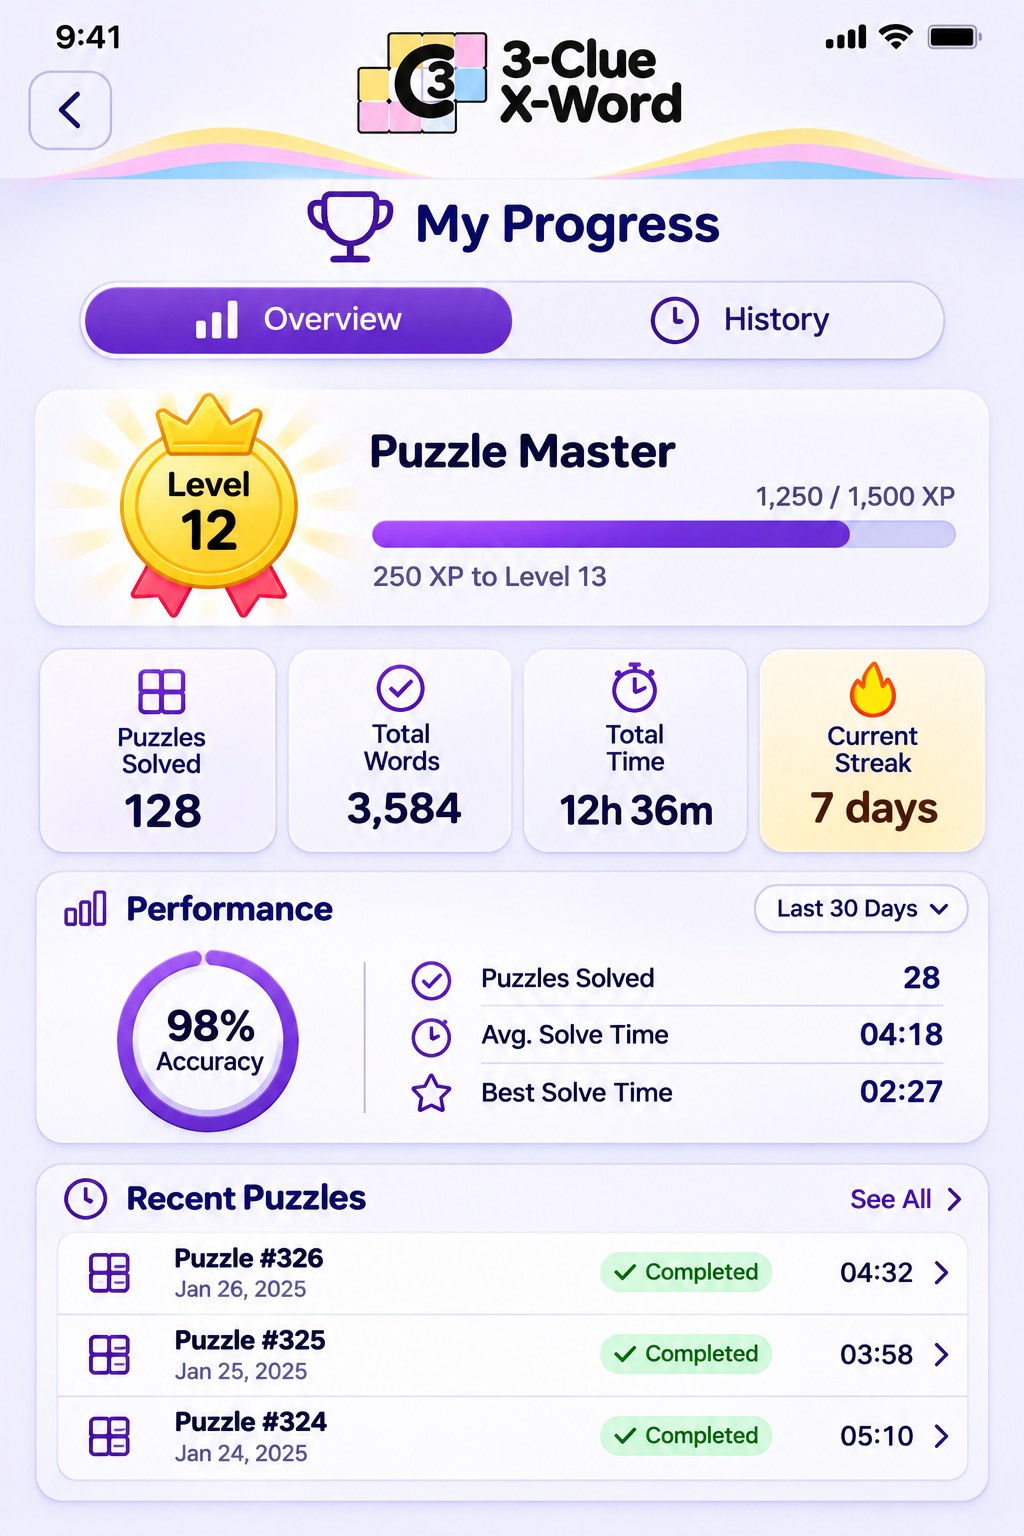 9:41
C3
3-Clue
X-Word
My Progress
Overview
History
Level
12
Puzzle Master
1,250 / 1,500 XP
250 XP to Level 13
Puzzles
Solved
128
Total
Words
3,584
Total
Time
12h 36m
Current
Streak
7 days
Performance
Last 30 Days
98%
Accuracy
Puzzles Solved
28
Avg. Solve Time
04:18
Best Solve Time
02:27
Recent Puzzles
See All
Puzzle #326
Jan 26, 2025
Completed
04:32
Puzzle #325
Jan 25, 2025
Completed
03:58
Puzzle #324
Jan 24, 2025
Completed
05:10